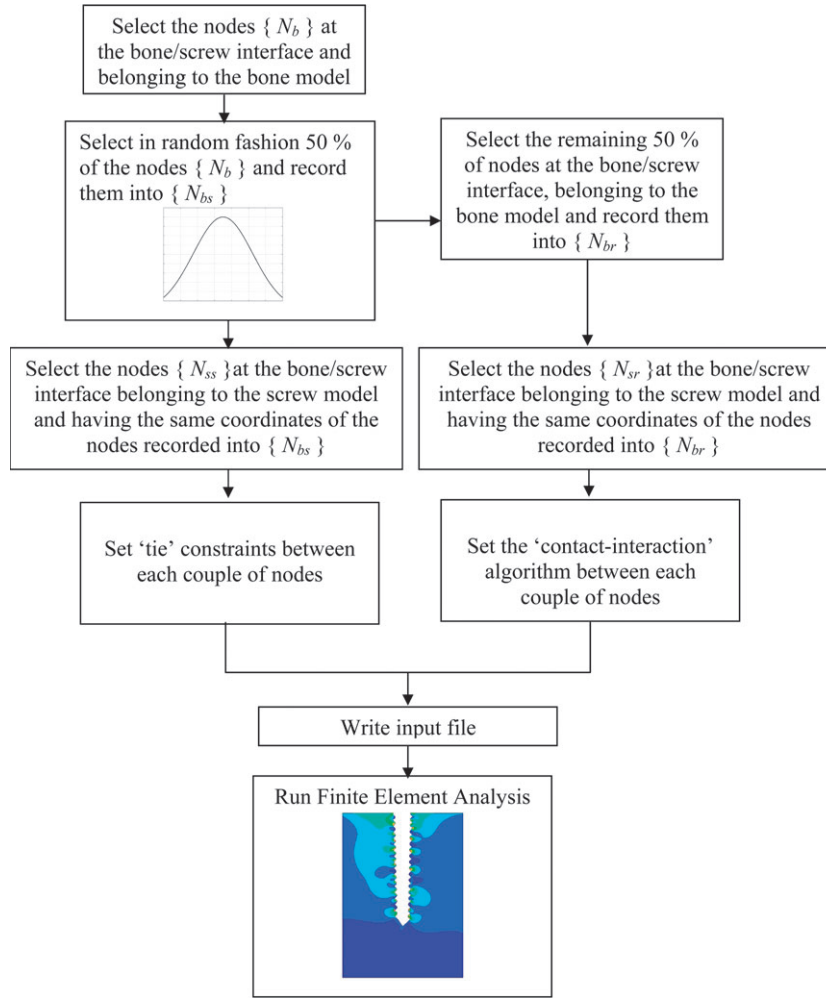 Select the nodes { N_b } at
the bone/screw interface and
belonging to the bone model
Select in random fashion 50 %
of the nodes { N_b } and record
them into { N_bs }
Select the remaining 50 %
of nodes at the bone/screw
interface, belonging to the
bone model and record them
into { N_br }
Select the nodes { N_ss }at the bone/screw
interface belonging to the screw model
and having the same coordinates of the
nodes recorded into { N_bs }
Select the nodes { N_sr }at the bone/screw
interface belonging to the screw model and
having the same coordinates of the nodes
recorded into { N_br }
Set ‘tie’ constraints between
each couple of nodes
Set the ‘contact-interaction’
algorithm between each
couple of nodes
Write input file
Run Finite Element Analysis